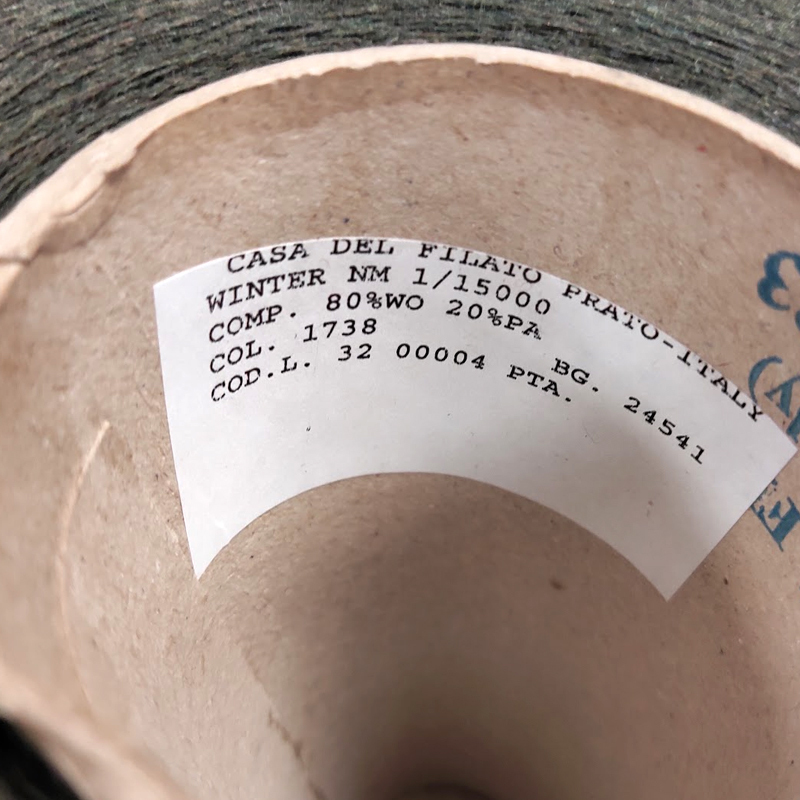 CASA DEL FILATO PRATO-ITALY
WINTER NM 1/15000
COMP. 80%WO 20%PA
COL. 1738 BG. 24541
COD.L. 32 00004 PTA.